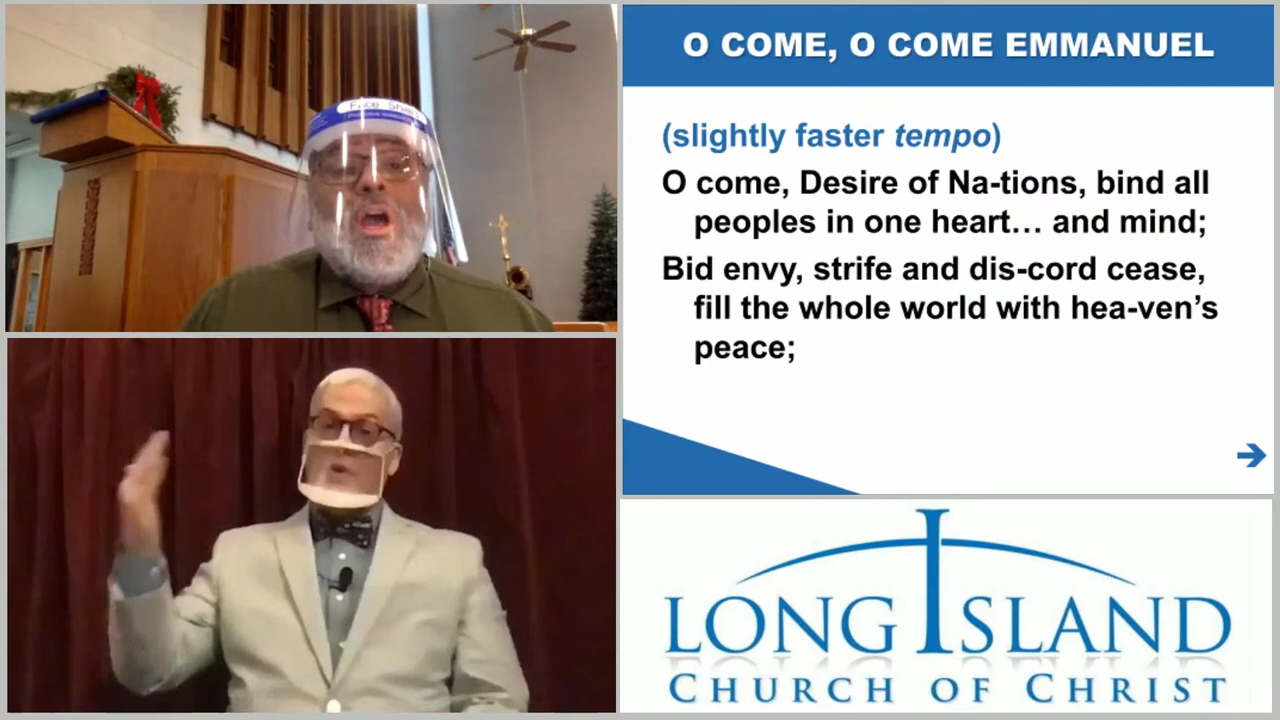 Face Shield
O COME, O COME EMMANUEL
(slightly faster tempo)
O come, Desire of Na-tions, bind all
peoples in one heart... and mind;
Bid envy, strife and dis-cord cease,
fill the whole world with hea-ven's
peace;
LONG ISLAND
CHURCH OF CHRIST